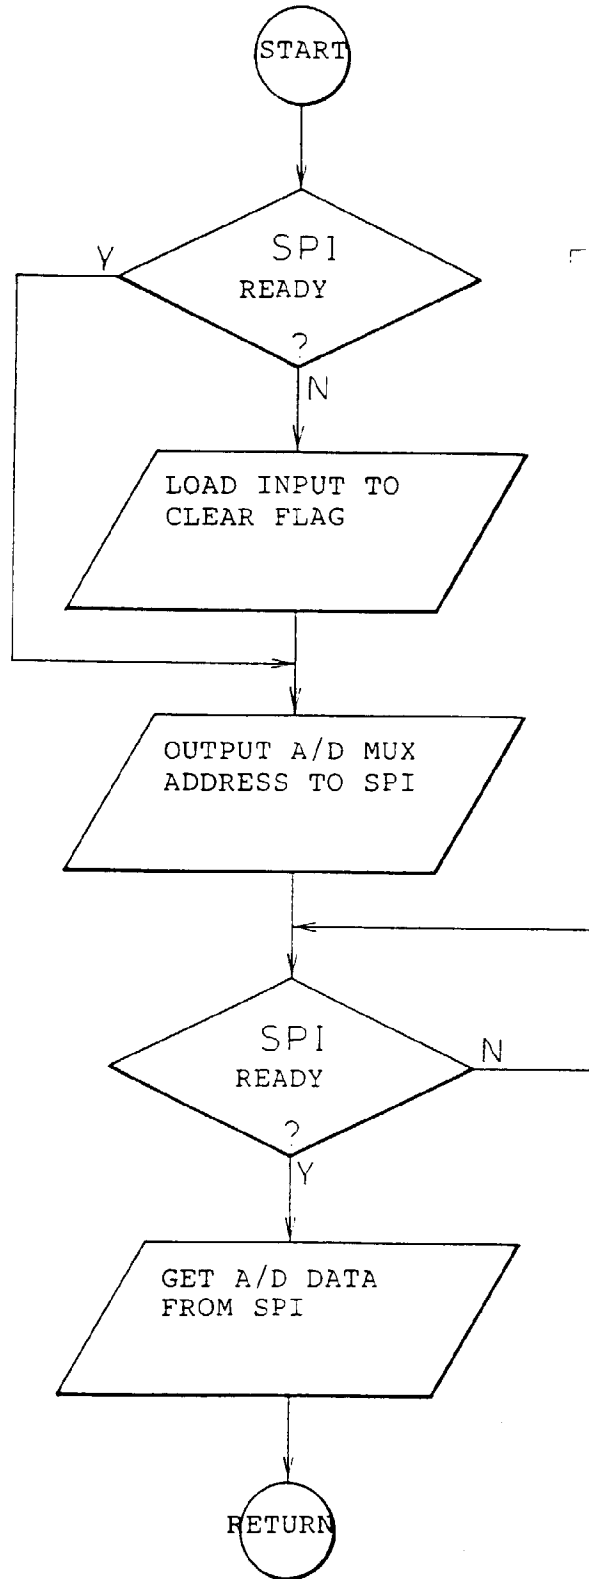 START
SPI
READY
?
Y
N
LOAD INPUT TO
CLEAR FLAG
OUTPUT A/D MUX
ADDRESS TO SPI
SPI
READY
?
N
Y
GET A/D DATA
FROM SPI
RETURN